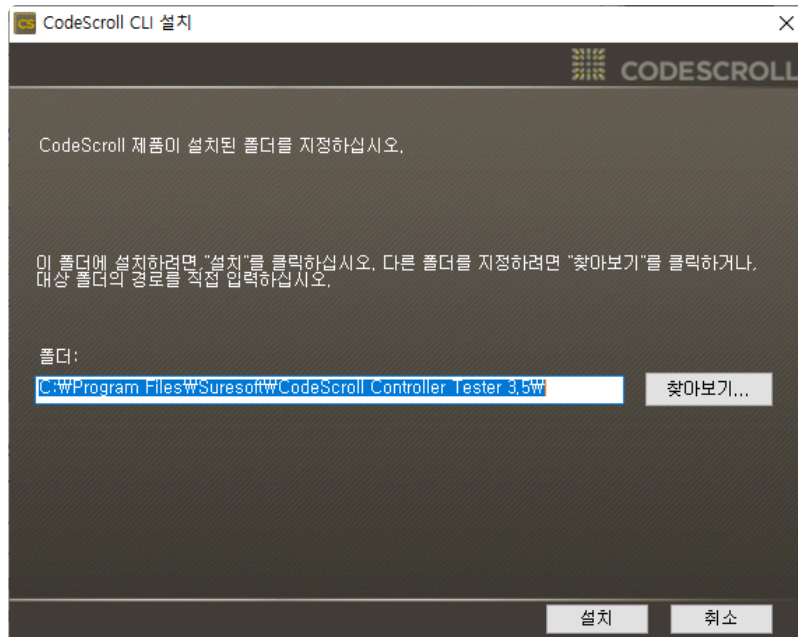 CS CodeScroll CLI 설치
CODESCROLL
CodeScroll 제품이 설치된 폴더를 지정하십시오.
이 폴더에 설치하려면 "설치"를 클릭하십시오. 다른 폴더를 지정하려면 "찾아보기"를 클릭하거나,
대상 폴더의 경로를 직접 입력하십시오.
폴더:
C:₩Program Files₩Suresoft₩CodeScroll Controller Tester 3.5₩
찾아보기...
설치
취소